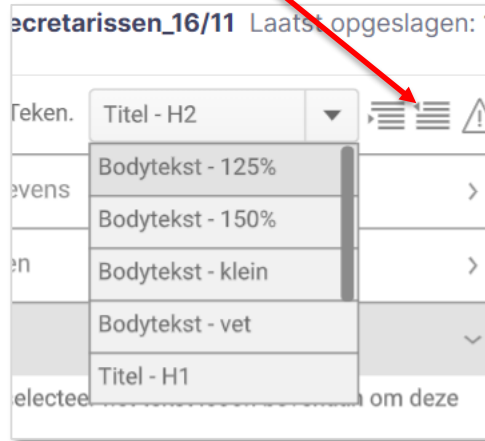 ecretarissen_16/11 Laatst opgeslagen:
Teken. Titel - H2
Bodytekst - 125%
evens
Bodytekst - 150%
en
Bodytekst - klein
Bodytekst - vet
Titel - H1
om deze